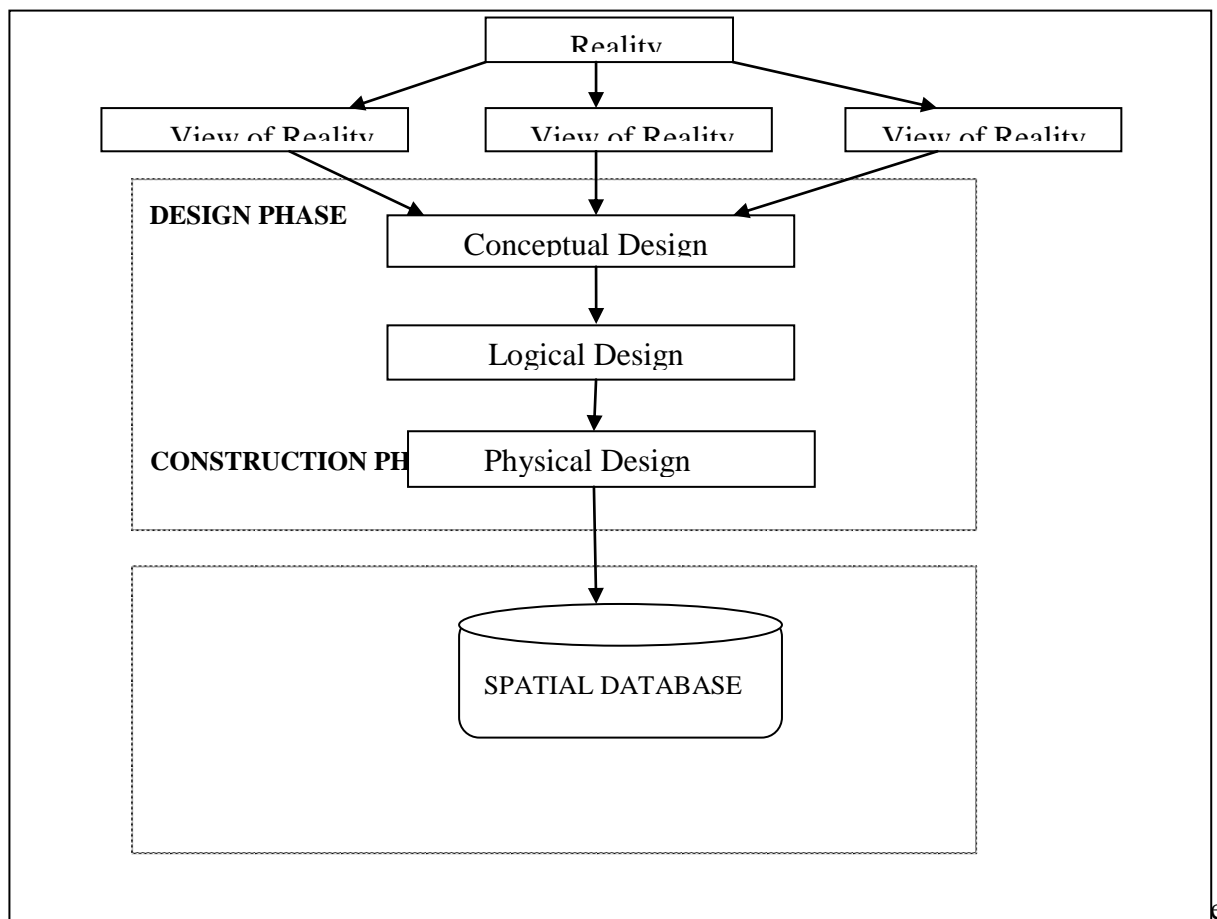 Reality
View of Reality View of Reality View of Reality
DESIGN PHASE
Conceptual Design
Logical Design
CONSTRUCTION PH
Physical Design
SPATIAL DATABASE